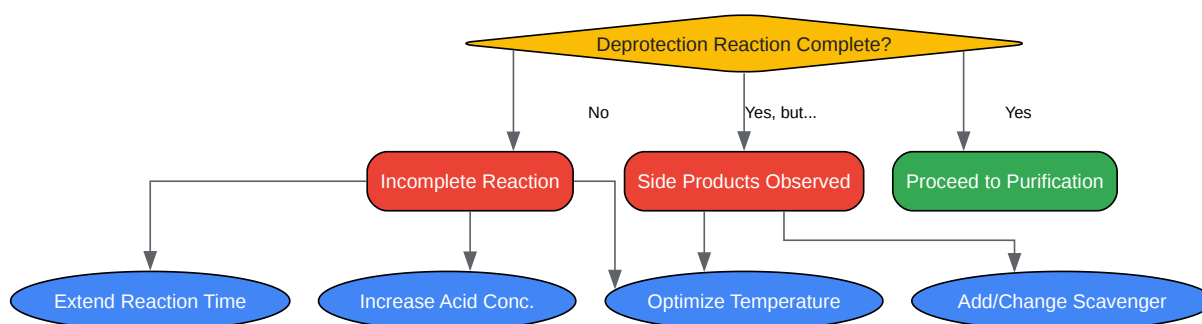 Deprotection Reaction Complete?
No
Yes, but...
Yes
Incomplete Reaction
Side Products Observed
Proceed to Purification
Extend Reaction Time
Increase Acid Conc.
Optimize Temperature
Add/Change Scavenger